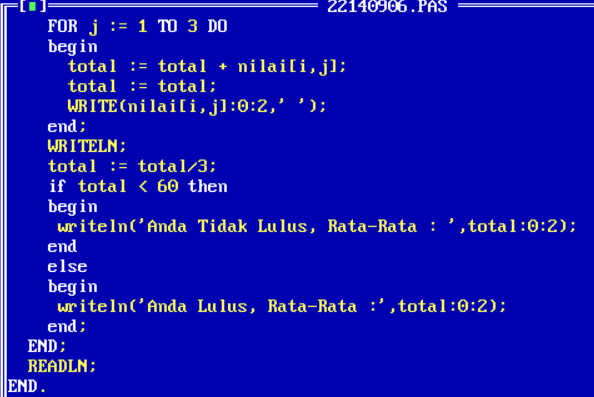 [■] 22140906.PAS
FOR j := 1 TO 3 DO
begin
total := total + nilai[i,j];
total := total;
WRITE(nilai[i,j]:0:2,' ');
end;
WRITELN;
total := total/3;
if total < 60 then
begin
writeln('Anda Tidak Lulus, Rata-Rata : ',total:0:2);
end
else
begin
writeln('Anda Lulus, Rata-Rata :',total:0:2);
end;
END;
READLN;
END.